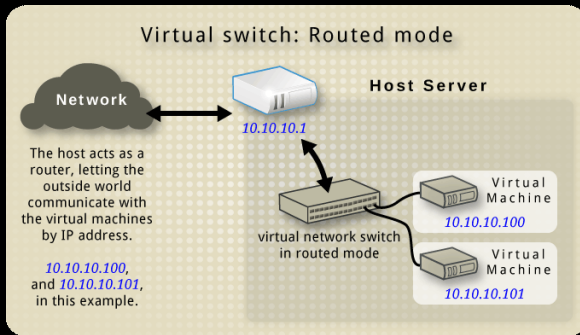 Virtual switch: Routed mode
Network
Host Server
10.10.10.1
The host acts as a
router, letting the
outside world
communicate with
the virtual machines
by IP address.
10.10.10.100,
and 10.10.10.101,
in this example.
virtual network switch
in routed mode
Virtual
Machine
10.10.10.100
Virtual
Machine
10.10.10.101